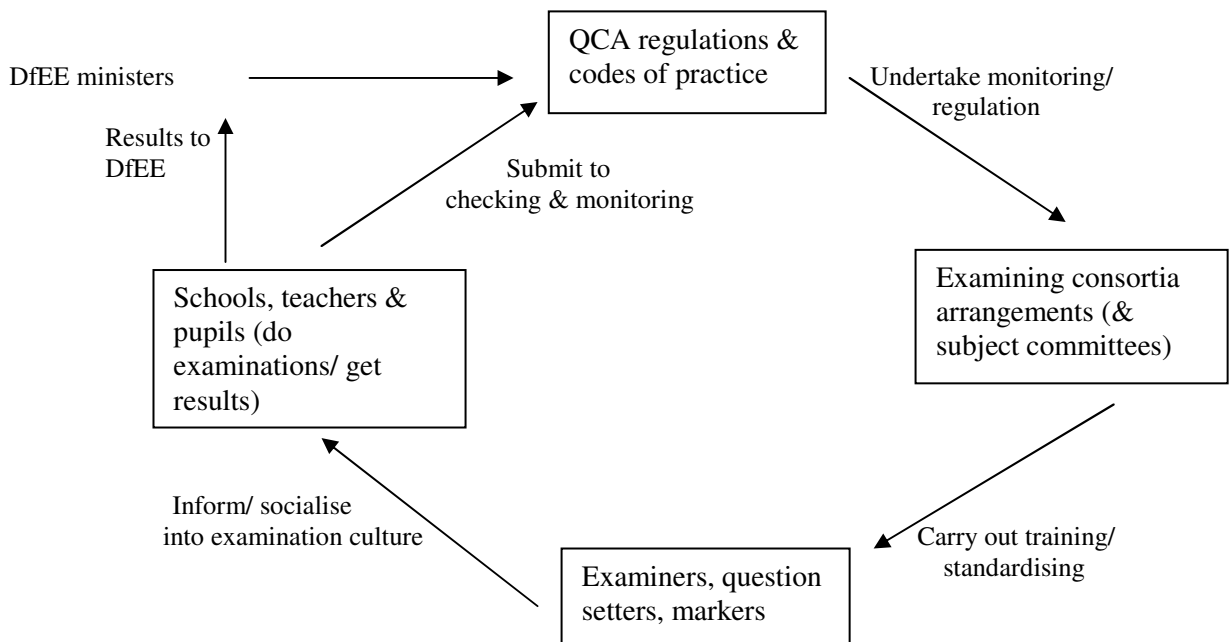 QCA regulations &
codes of practice
DfEE ministers
Undertake monitoring/
regulation
Results to
DfEE
Submit to
checking & monitoring
Schools, teachers &
pupils (do
examinations/ get
results)
Examining consortia
arrangements (&
subject committees)
Inform/ socialise
into examination culture
Carry out training/
standardising
Examiners, question
setters, markers